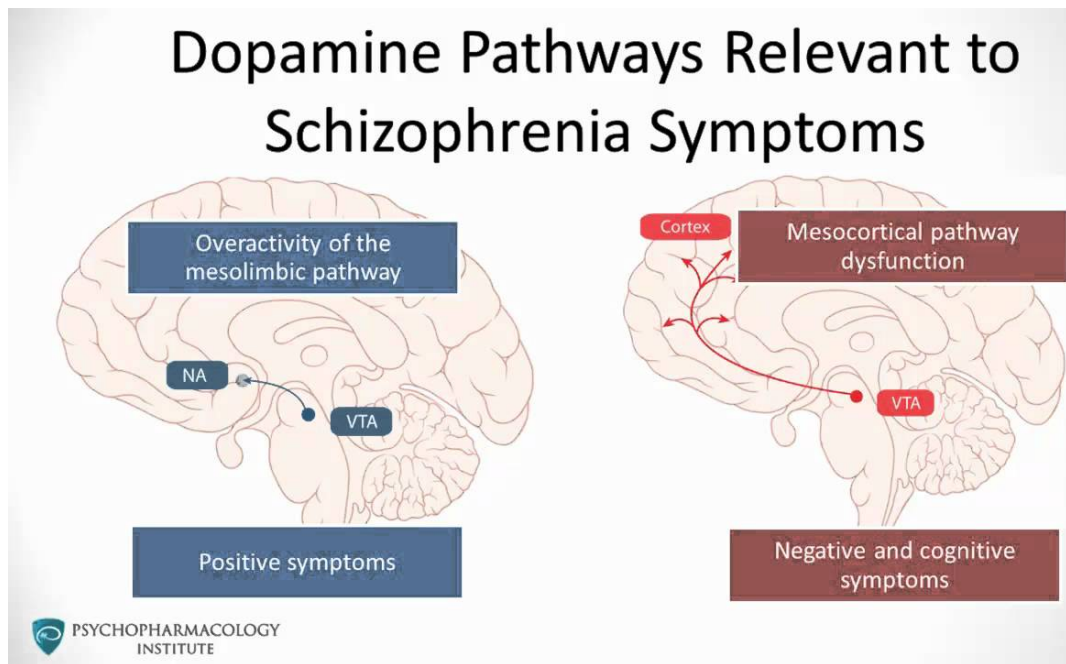 Dopamine Pathways Relevant to
Schizophrenia Symptoms
Overactivity of the
mesolimbic pathway
NA
VTA
Positive symptoms
Cortex
Mesocortical pathway
dysfunction
VTA
Negative and cognitive
symptoms
PSYCHOPHARMACOLOGY
INSTITUTE